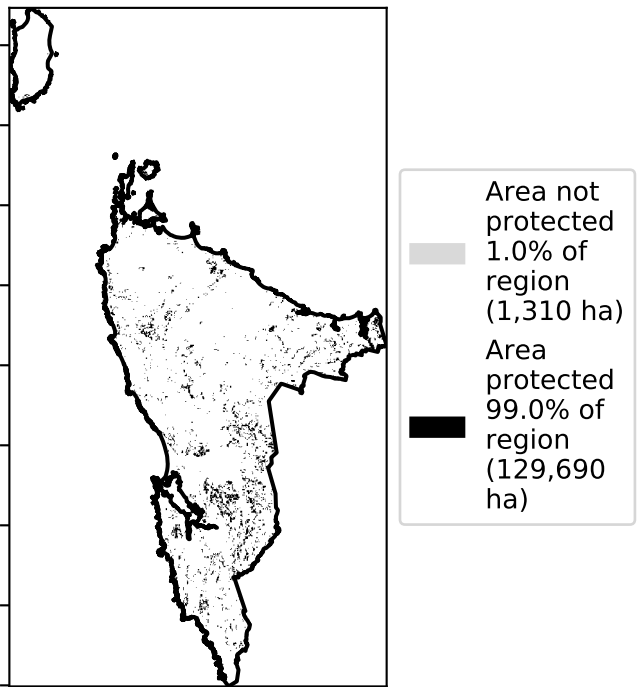 Area not
protected
1.0% of
region
(1,310 ha)
Area
protected
99.0% of
region
(129,690
ha)